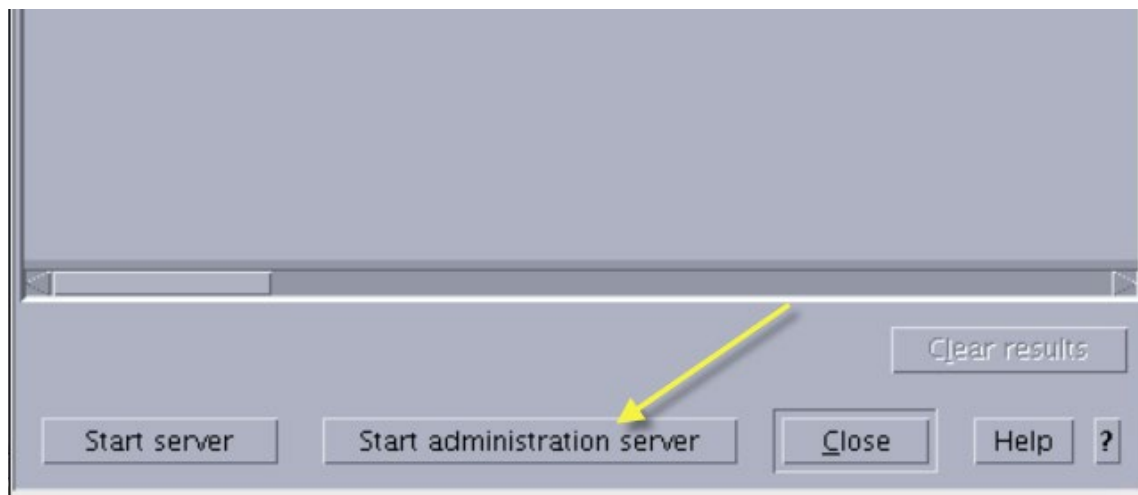 Clear results
Start server
Start administration server
Close
Help
?